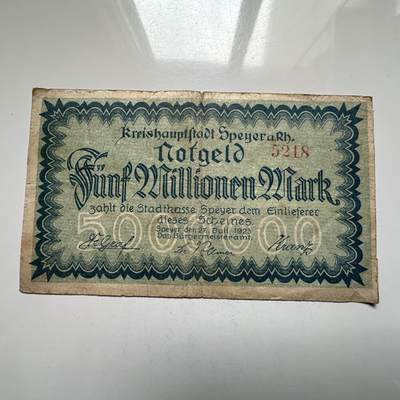 Kreishauptstadt Speyer a. Rh.
Notgeld 5218
Fünf Millionen Mark
zahlt die Stadtkasse Speyer dem Einlieferer
dieses Scheines
Speyer den 27. Juli 1923
Das Bürgermeisteramt.